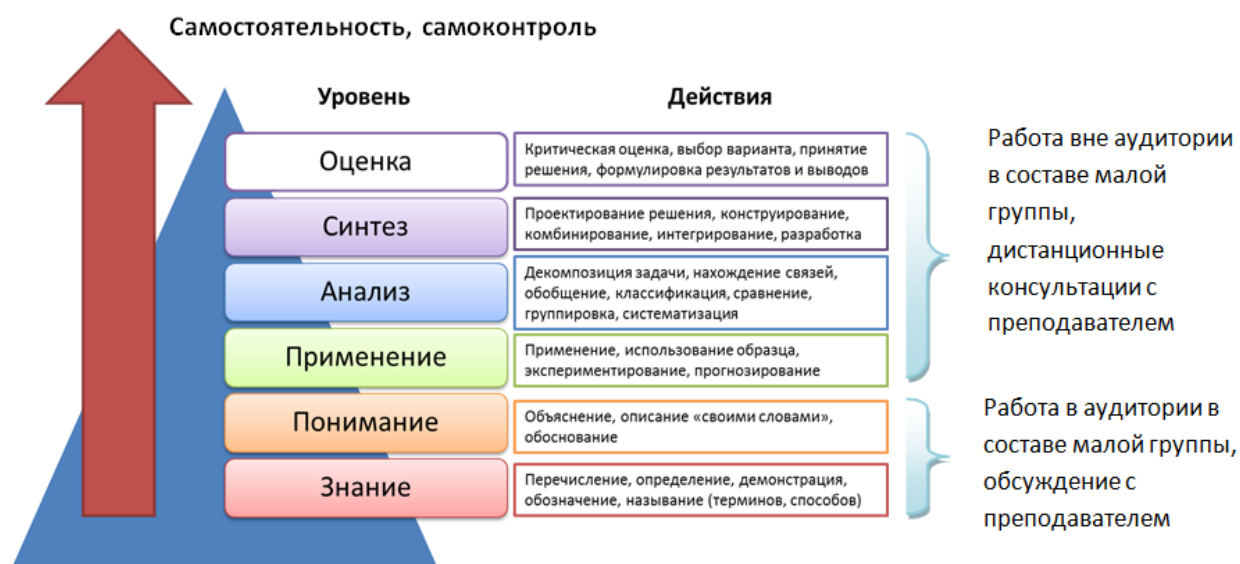 Самостоятельность, самоконтроль
Уровень
Действия
Оценка
Критическая оценка, выбор варианта, принятие
решения, формулировка результатов и выводов
Синтез
Проектирование решения, конструирование,
комбинирование, интегрирование, разработка
Анализ
Декомпозиция задачи, нахождение связей,
обобщение, классификация, сравнение,
группировка, систематизация
Применение
Применение, использование образца,
экспериментирование, прогнозирование
Понимание
Объяснение, описание «своими словами»,
обоснование
Знание
Перечисление, определение, демонстрация,
обозначение, называние (терминов, способов)
Работа вне аудитории
в составе малой
группы,
дистанционные
консультации с
преподавателем
Работа в аудитории в
составе малой группы,
обсуждение с
преподавателем